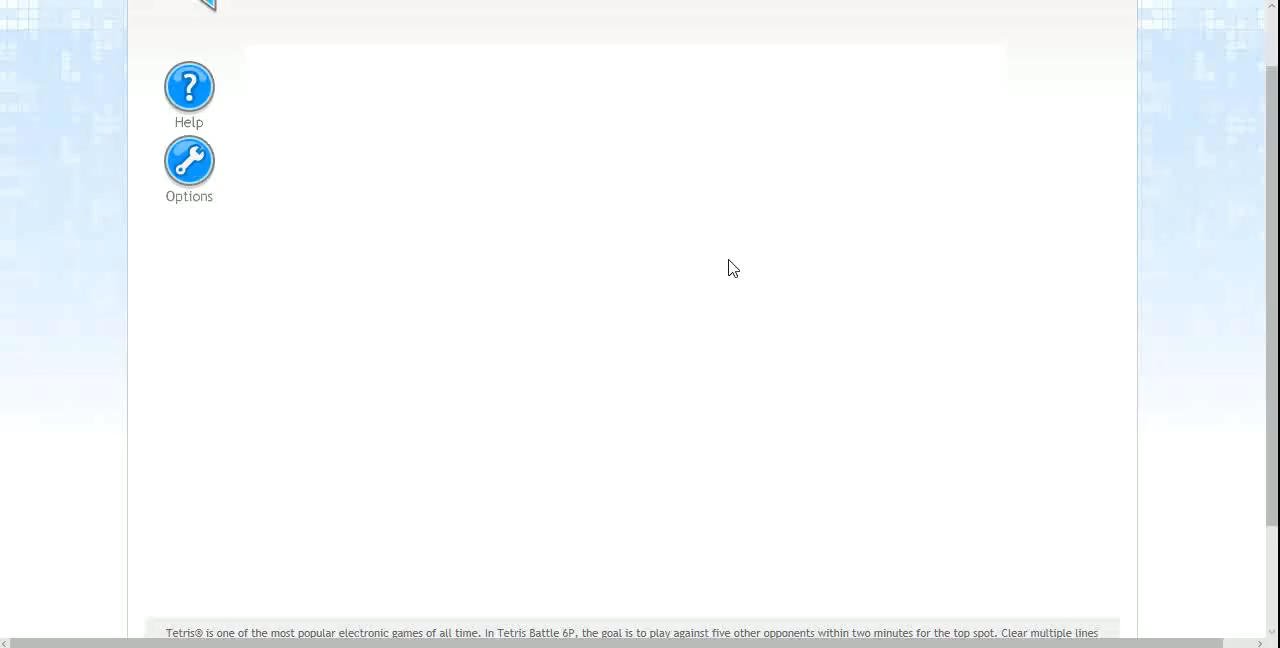 Help
Options
Tetris® is one of the most popular electronic games of all time. In Tetris Battle 6P, the goal is to play against five other opponents within two minutes for the top spot. Clear multiple lines